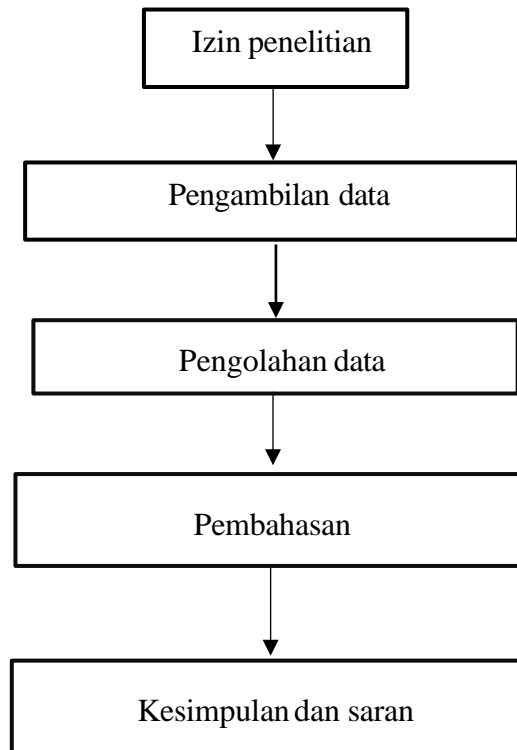 Izin penelitian
Pengambilan data
Pengolahan data
Pembahasan
Kesimpulan dan saran